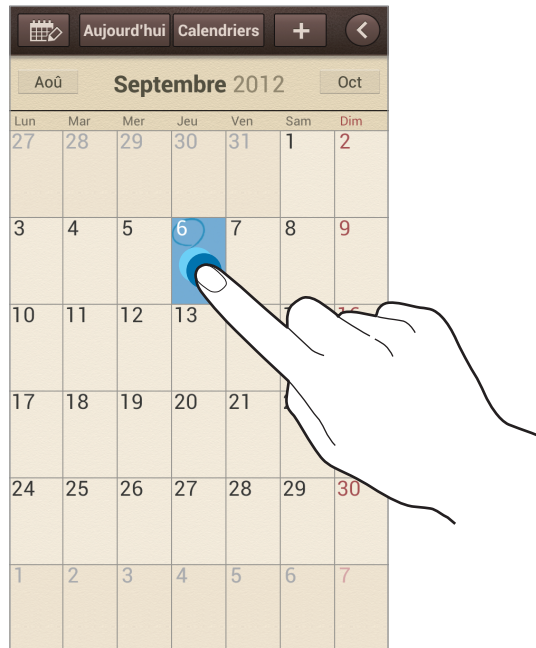 Aujourd'hui Calendriers +
Aoû Septembre 2012 Oct
Lun Mar Mer Jeu Ven Sam Dim
27 28 29 30 31 1 2
3 4 5 6 7 8 9
10 11 12 13
17 18 19 20 21
24 25 26 27 28 29 30
1 2 3 4 5 6 7